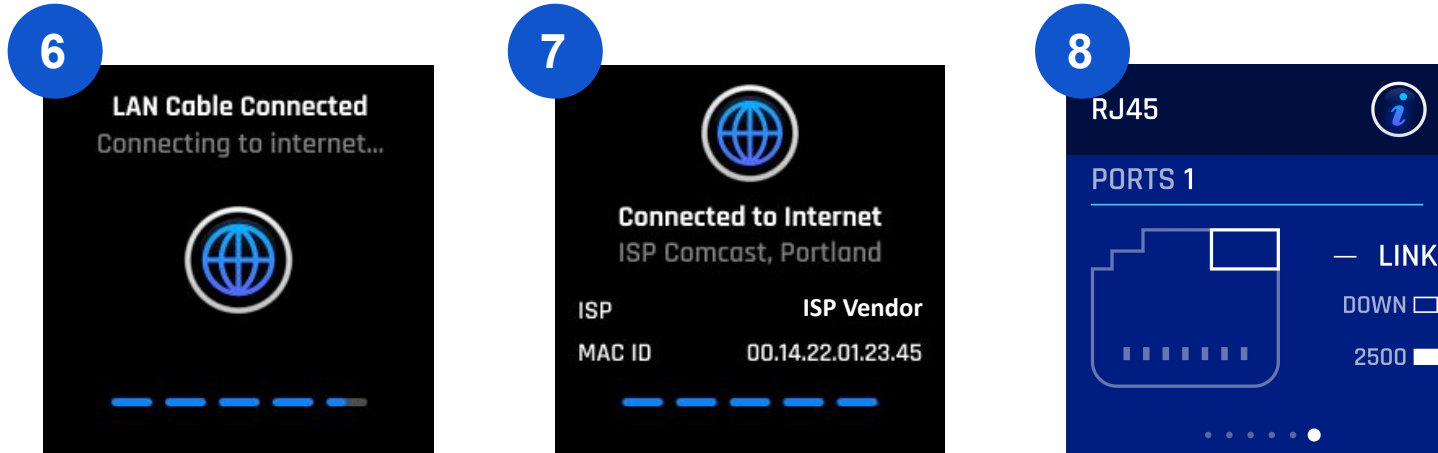 6
LAN Cable Connected
Connecting to internet...
7
Connected to Internet
ISP Comcast, Portland
ISP ISP Vendor
MAC ID 00.14.22.01.23.45
8
RJ45
i
PORTS 1
— LINK
DOWN
2500